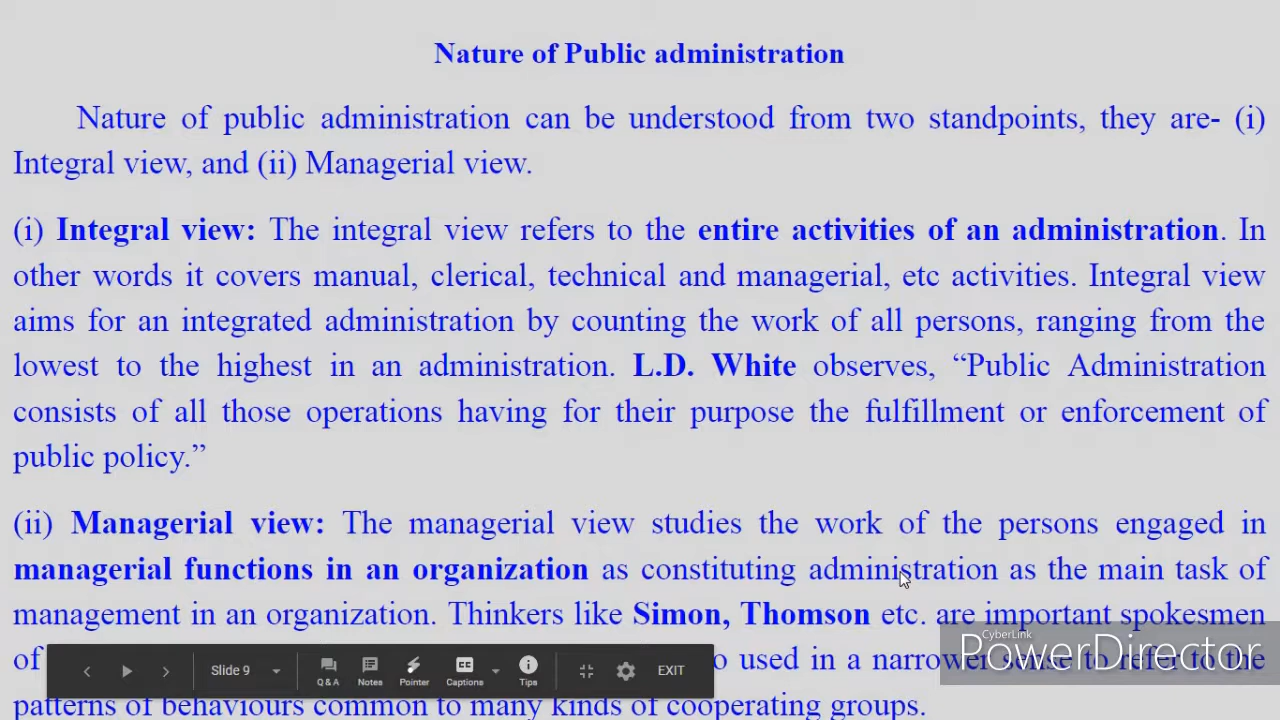 Nature of Public administration
Nature of public administration can be understood from two standpoints, they are- (i)
Integral view, and (ii) Managerial view.
(i) Integral view: The integral view refers to the entire activities of an administration. In
other words it covers manual, clerical, technical and managerial, etc activities. Integral view
aims for an integrated administration by counting the work of all persons, ranging from the
lowest to the highest in an administration. L.D. White observes, “Public Administration
consists of all those operations having for their purpose the fulfillment or enforcement of
public policy.”
(ii) Managerial view: The managerial view studies the work of the persons engaged in
managerial functions in an organization as constituting administration as the main task of
management in an organization. Thinkers like Simon, Thomson etc. are important spokesmen
of used in a narrower sense to refer to the
patterns of behaviours common to many kinds of cooperating groups.
Slide 9
Q & A Notes Pointer Captions Tips
CC
EXIT
CyberLink
PowerDirector